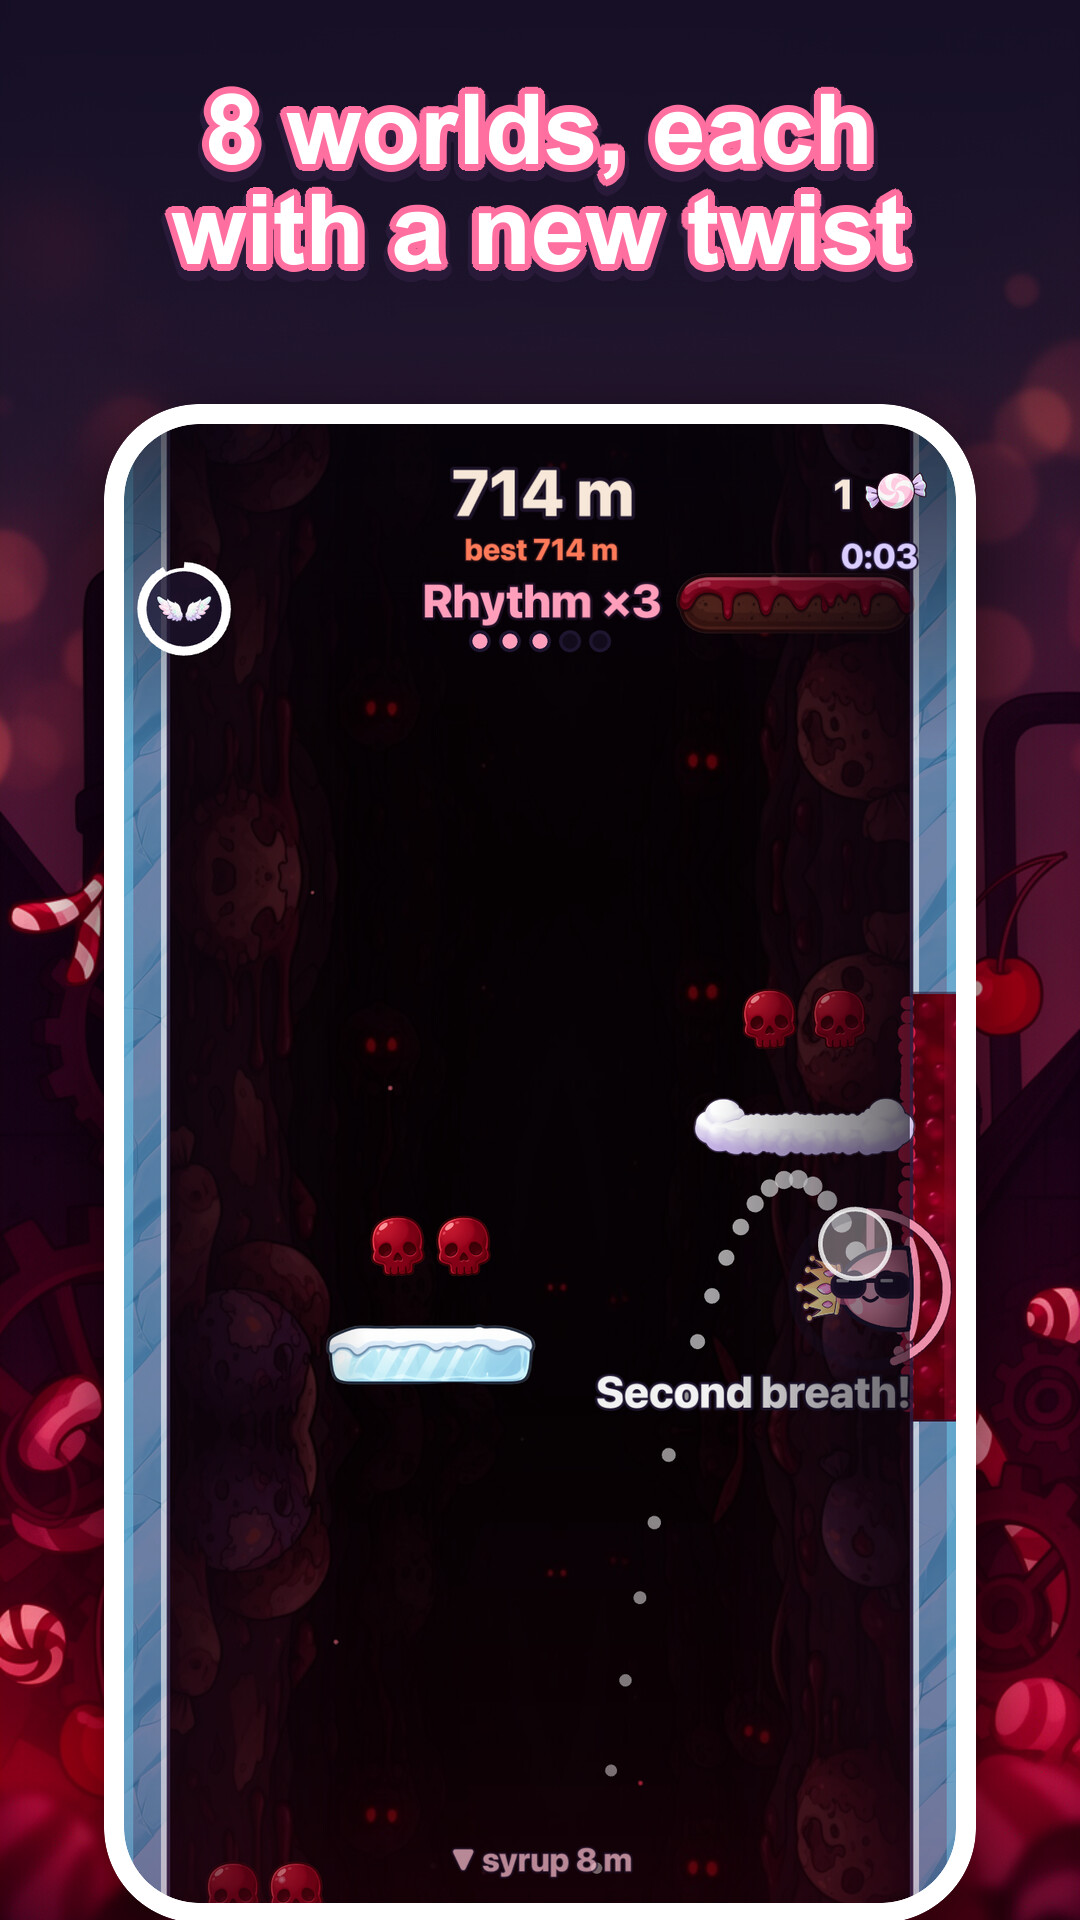 8 worlds, each
with a new twist
714 m
1
best 714 m
0:03
Rhythm ×3
Second breath!
▼ syrup 8 m